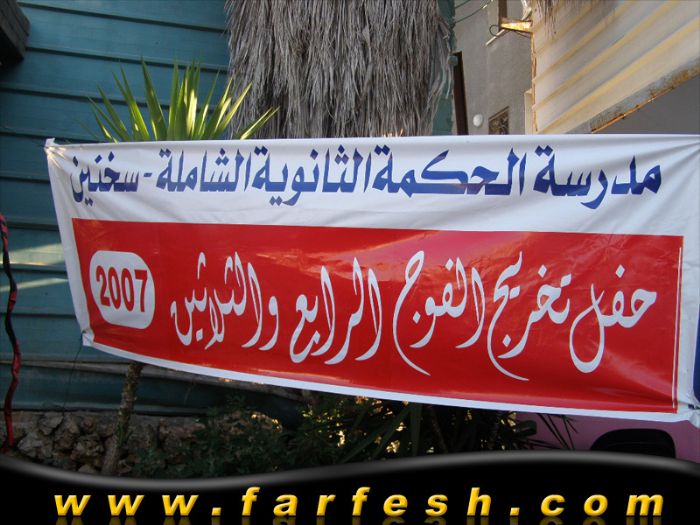 مدرسة الحكمة الثانوية الشاملة - سخنين
حفل تخريج الفوج الرابع والثلاثين 2007
www.farfesh.com